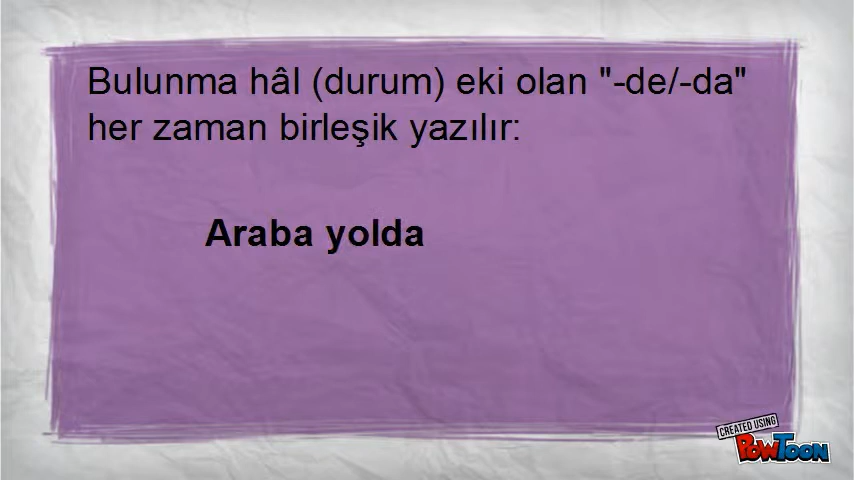 Bulunma hâl (durum) eki olan "-de/-da"
her zaman birleşik yazılır:
Araba yolda
CREATED USING
POWTOON